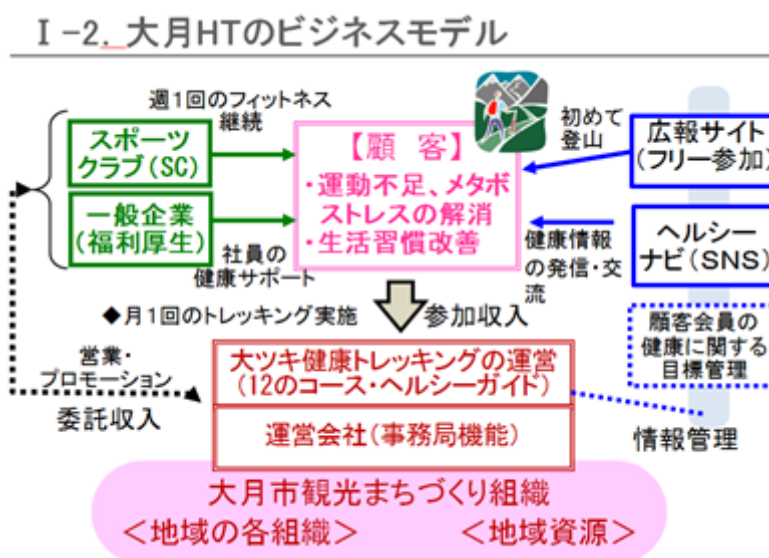 Ⅰ-2. 大月HTのビジネスモデル
週1回のフィットネス
継続
スポーツ
クラブ(SC)
一般企業
(福利厚生)
社員の
健康サポート
【顧 客】
・運動不足、メタボ
ストレスの解消
・生活習慣改善
初めて
登山
広報サイト
(フリー参加)
健康情報
の発信・交
流
ヘルシー
ナビ(SNS)
◆月1回のトレッキング実施
参加収入
顧客会員の
健康に関する
目標管理
営業・
プロモーション
委託収入
大ツキ健康トレッキングの運営
(12のコース・ヘルシーガイド)
運営会社(事務局機能)
情報管理
大月市観光まちづくり組織
＜地域の各組織＞
＜地域資源＞